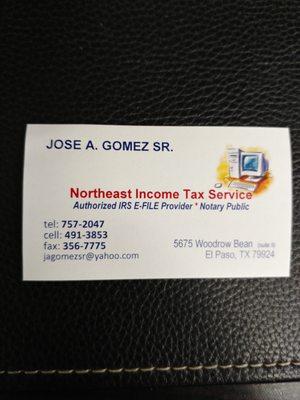 JOSE A. GOMEZ SR.
Northeast Income Tax Service
Authorized IRS E-FILE Provider * Notary Public
tel: 757-2047
cell: 491-3853
fax: 356-7775
jagomezsr@yahoo.com
5675 Woodrow Bean
El Paso, TX 79924